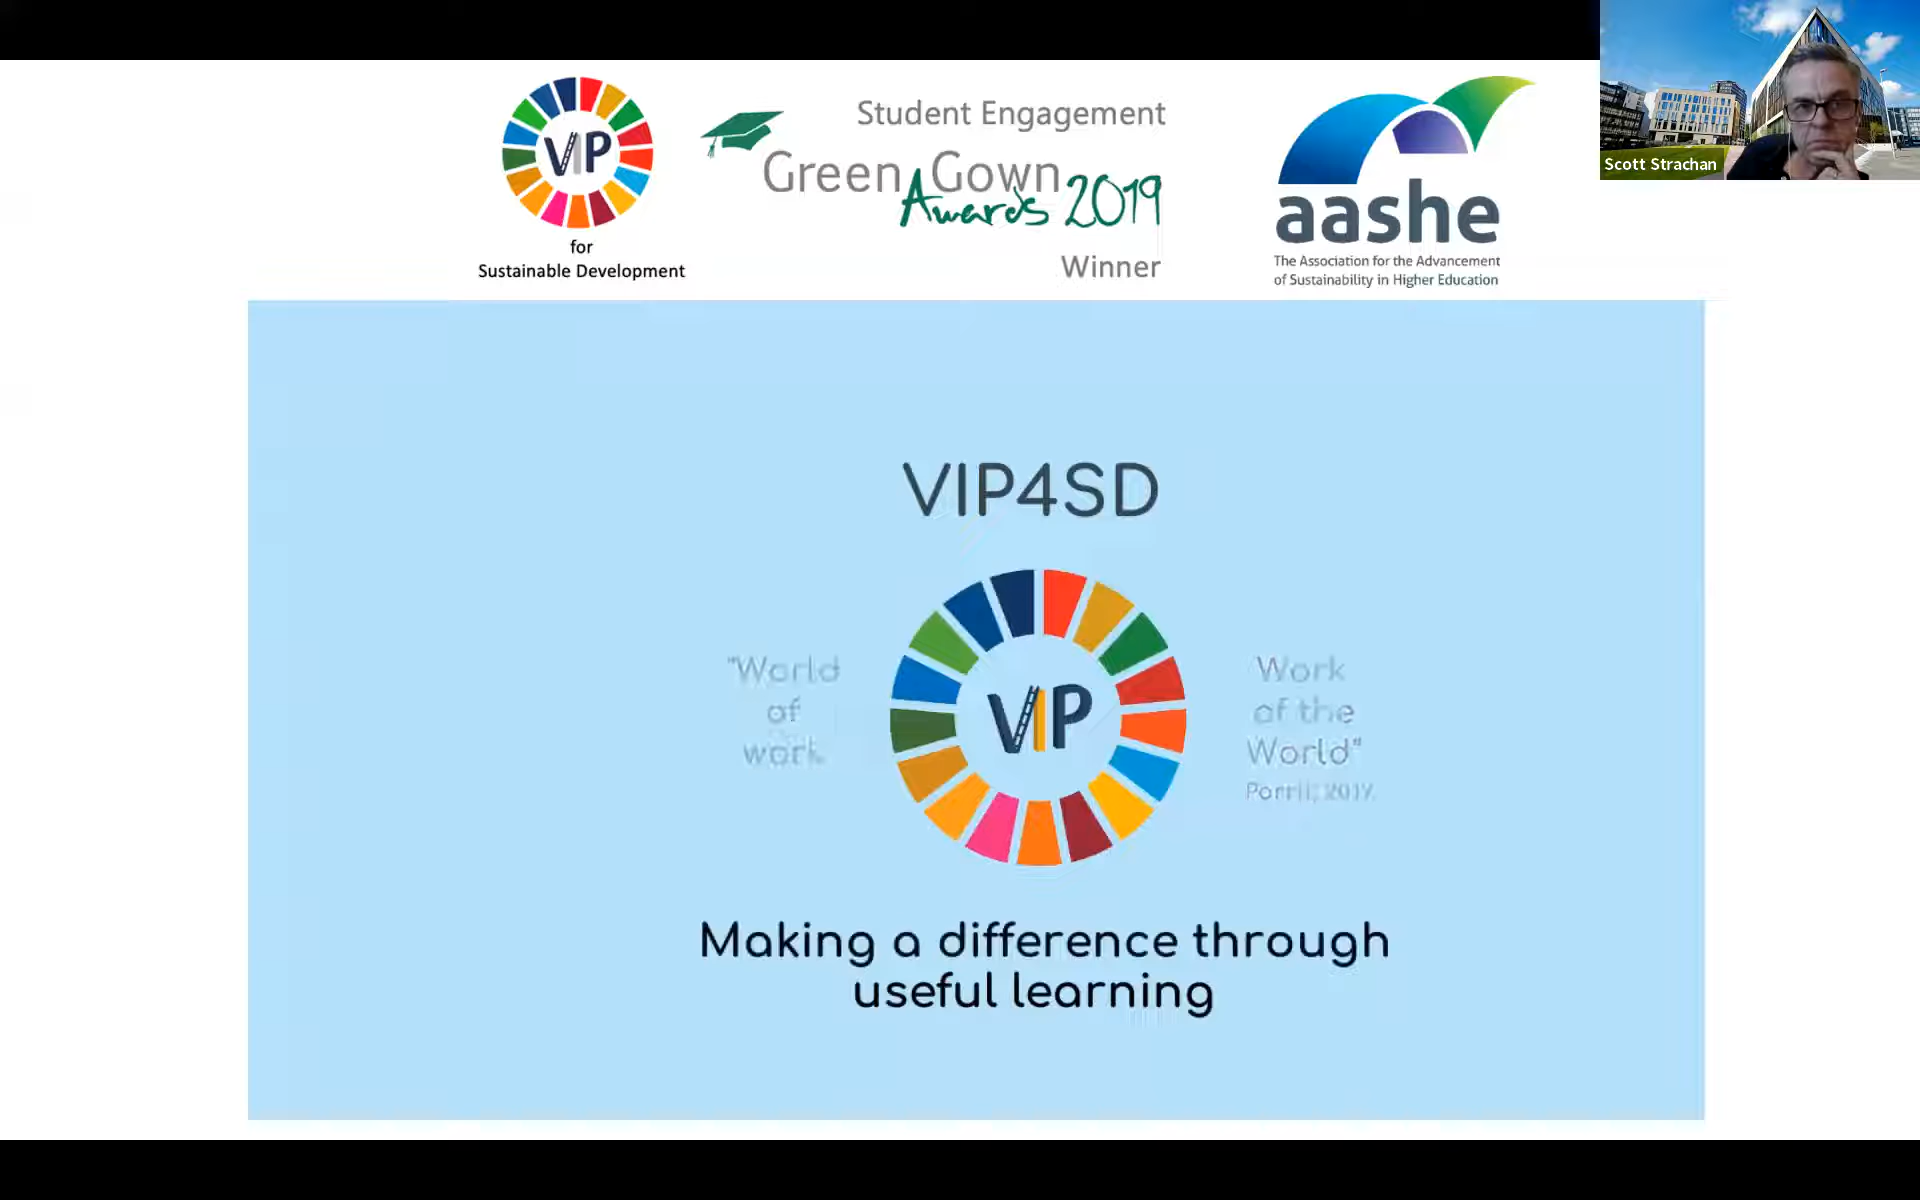 VIP
for
Sustainable Development
Student Engagement
Green Gown
Awards 2019
Winner
aashe
The Association for the Advancement
of Sustainability in Higher Education
Scott Strachan
VIP4SD
"World
of
work
VIP
Work
of the
World"
2017
Making a difference through
useful learning